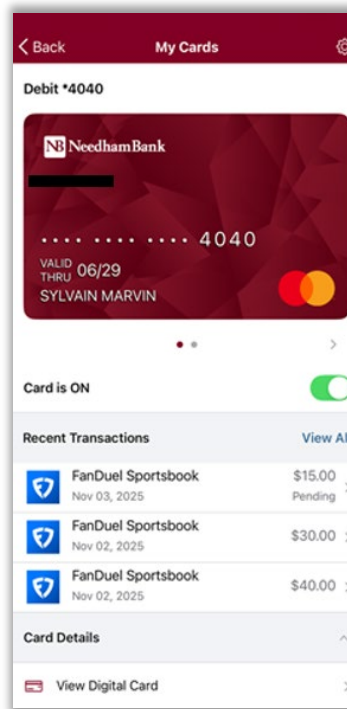 Back My Cards
Debit *4040
NB NeedhamBank
•••• •••• •••• 4040
VALID THRU 06/29
SYLVAIN MARVIN
Card is ON
Recent Transactions View All
FanDuel Sportsbook $15.00
Nov 03, 2025 Pending
FanDuel Sportsbook
Nov 02, 2025 $30.00
FanDuel Sportsbook
Nov 02, 2025 $40.00
Card Details
View Digital Card